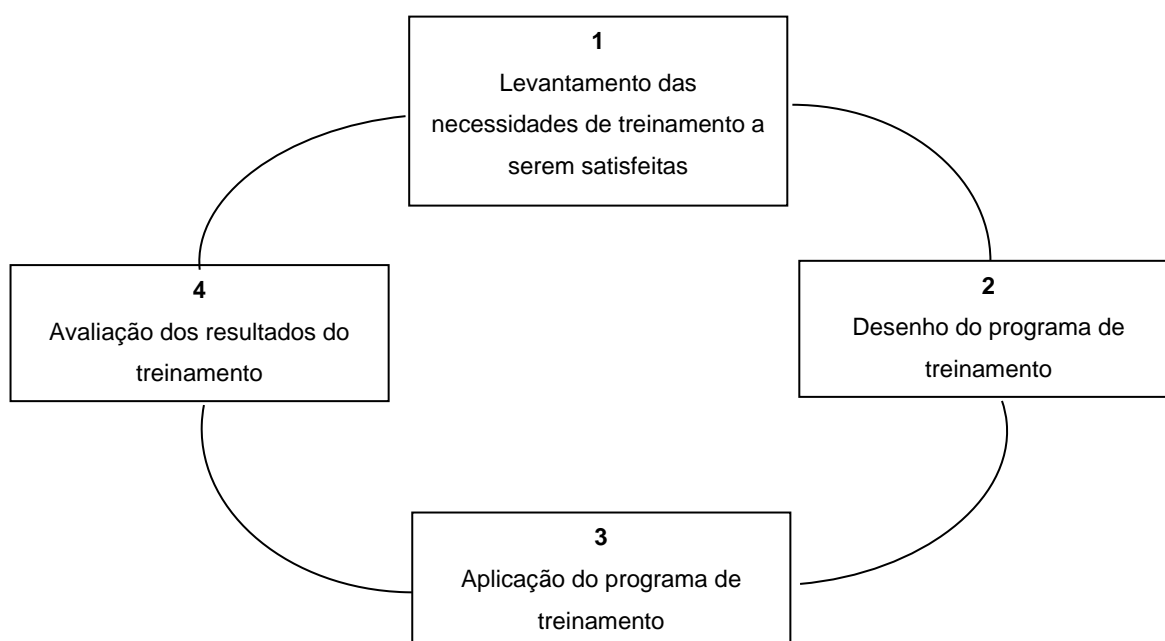 1
Levantamento das
necessidades de treinamento a
serem satisfeitas
4
Avaliação dos resultados do
treinamento
2
Desenho do programa de
treinamento
3
Aplicação do programa de
treinamento